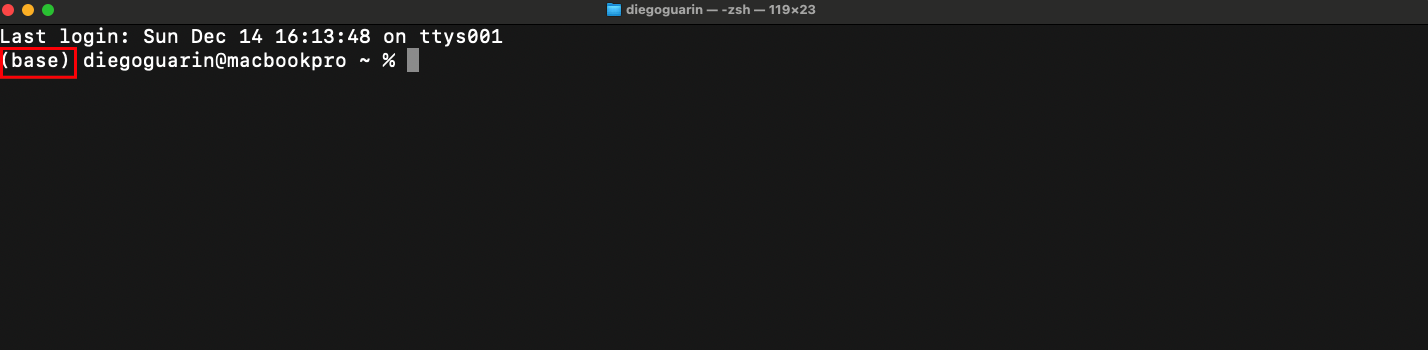 diegoguarin — -zsh — 119×23
Last login: Sun Dec 14 16:13:48 on ttys001
(base) diegoguarin@macbookpro ~ %